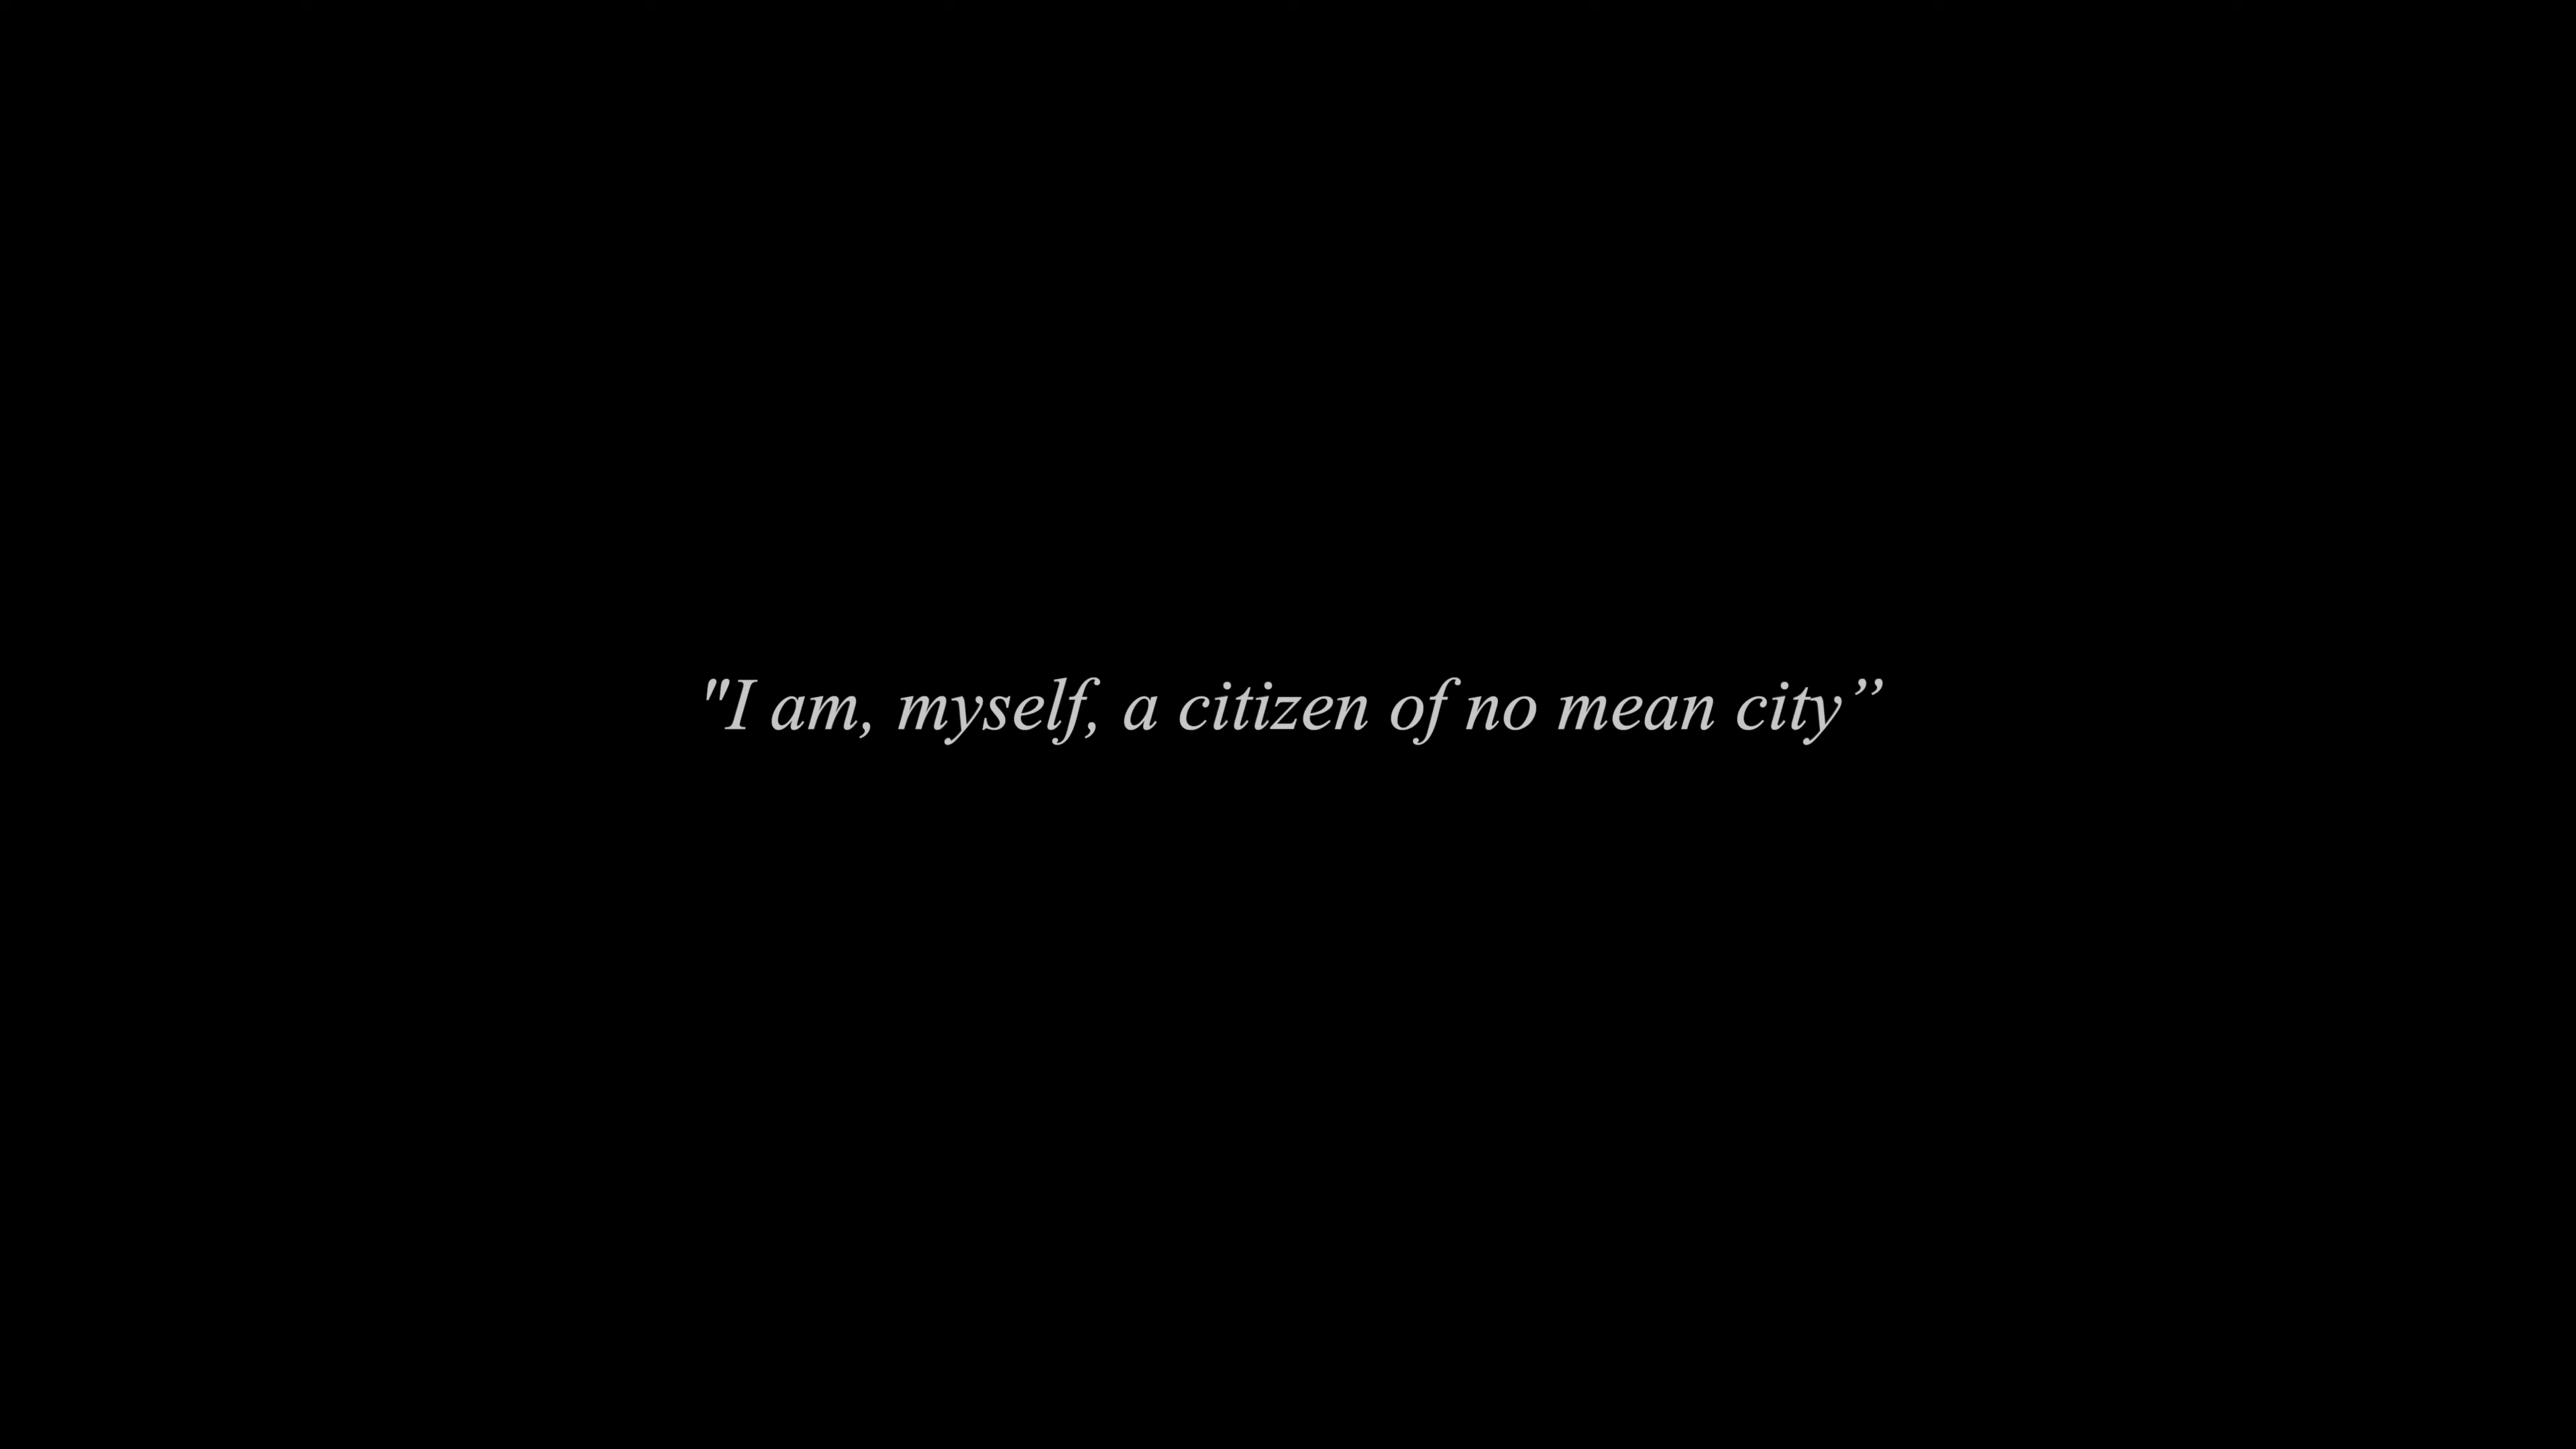 "I am, myself, a citizen of no mean city”